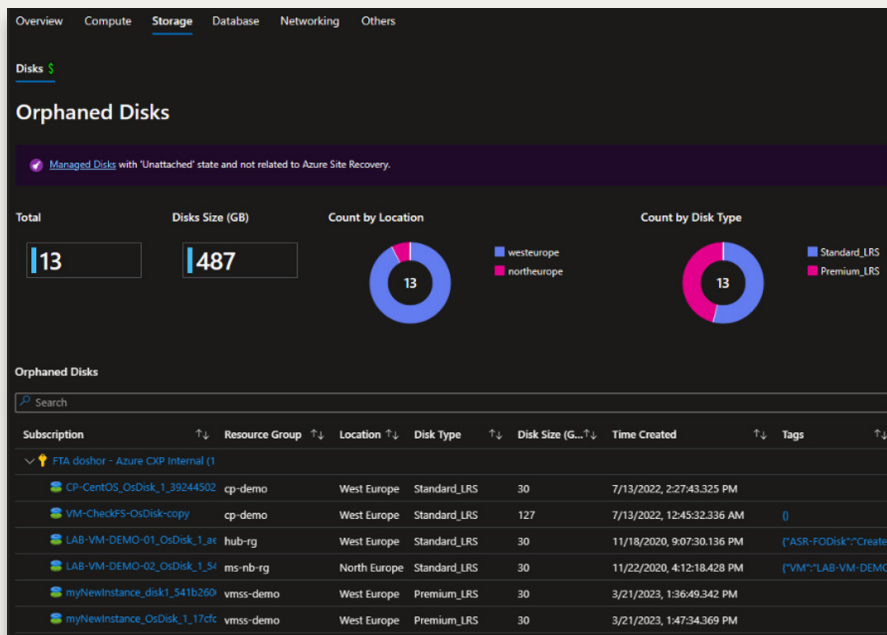 Overview Compute Storage Database Networking Others
Disks $
Orphaned Disks
Managed Disks with 'Unattached' state and not related to Azure Site Recovery.
Total Disks Size (GB) Count by Location Count by Disk Type
13 487 13 westeurope northeurope 13 Standard_LRS Premium_LRS
Orphaned Disks
Search
Subscription Resource Group Location Disk Type Disk Size (G... Time Created Tags
FTA doshor - Azure CXP Internal (1
CP-CentOS_OsDisk_1_39244502 cp-demo West Europe Standard_LRS 30 7/13/2022, 2:27:43.325 PM
VM-CheckFS-OsDisk-copy cp-demo West Europe Standard_LRS 127 7/13/2022, 12:45:32.336 AM {}
LAB-VM-DEMO-01_OsDisk_1_ae hub-rg West Europe Standard_LRS 30 11/18/2020, 9:07:30.136 PM {"ASR-FODisk":"Create
LAB-VM-DEMO-02_OsDisk_1_54 ms-nb-rg North Europe Standard_LRS 30 11/22/2020, 4:12:18.428 PM {"VM":"LAB-VM-DEMO
myNewInstance_disk1_541b260 vmss-demo West Europe Premium_LRS 30 3/21/2023, 1:36:49.342 PM
myNewInstance_OsDisk_1_17cfc vmss-demo West Europe Premium_LRS 30 3/21/2023, 1:47:34.369 PM